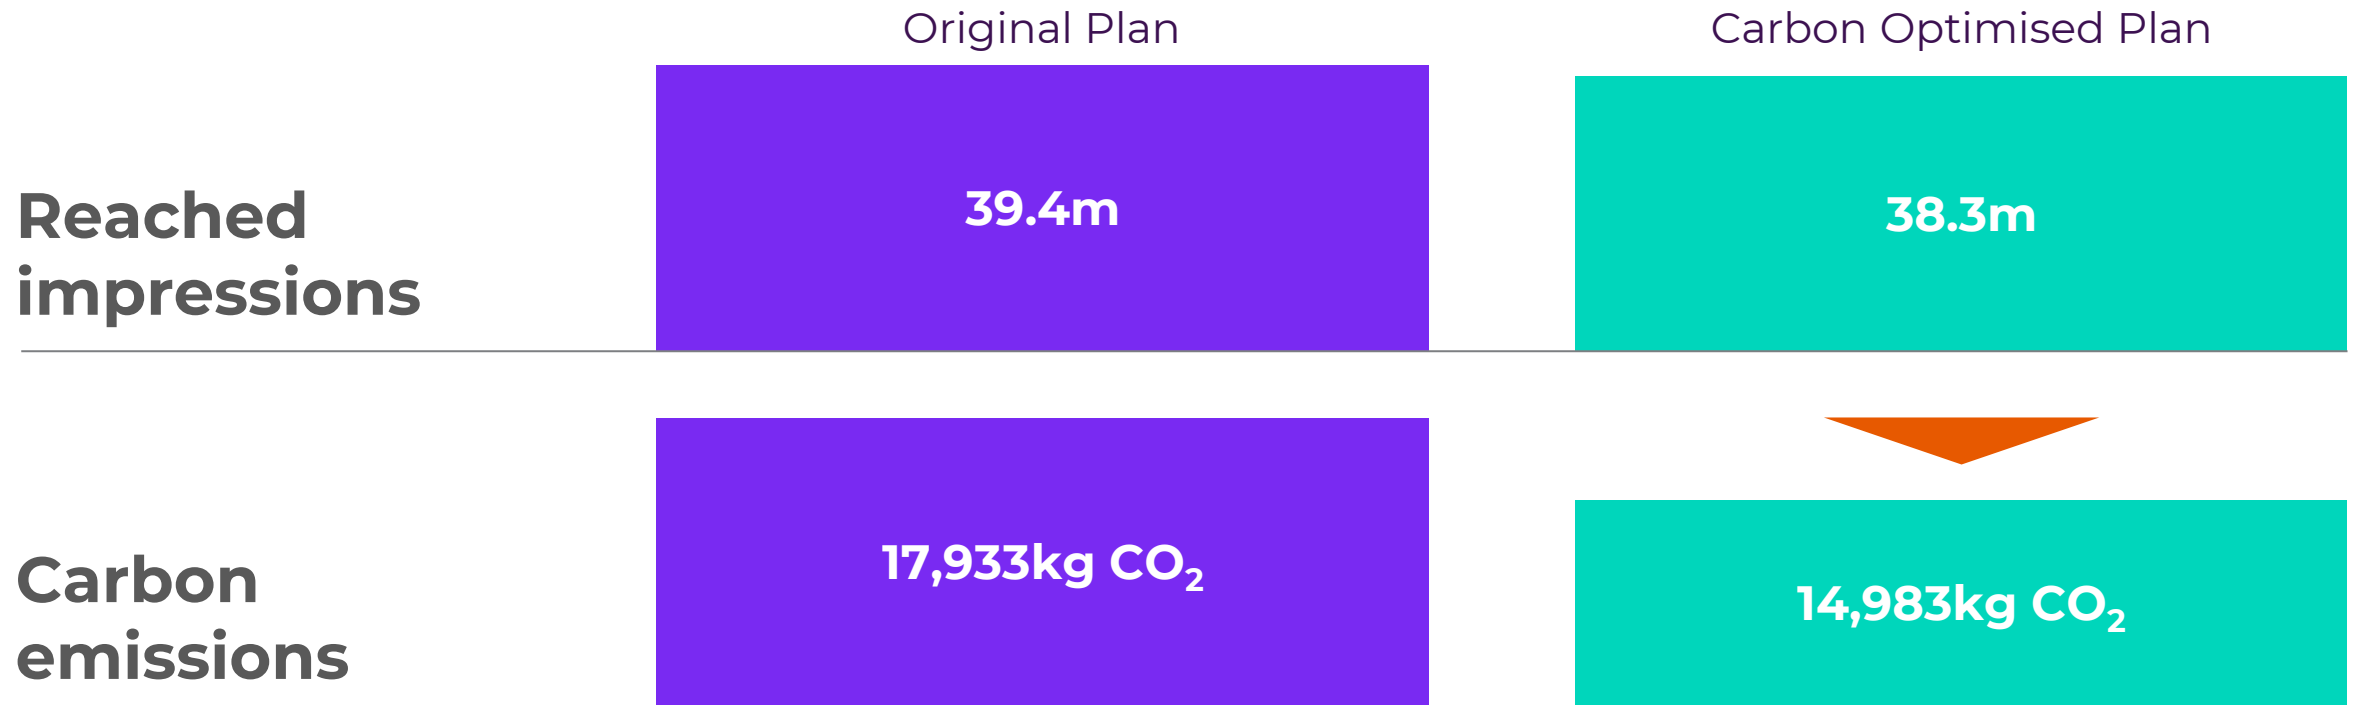 Original Plan
Carbon Optimised Plan
Reached
impressions
39.4m
38.3m
Carbon
emissions
17,933kg CO₂
14,983kg CO₂